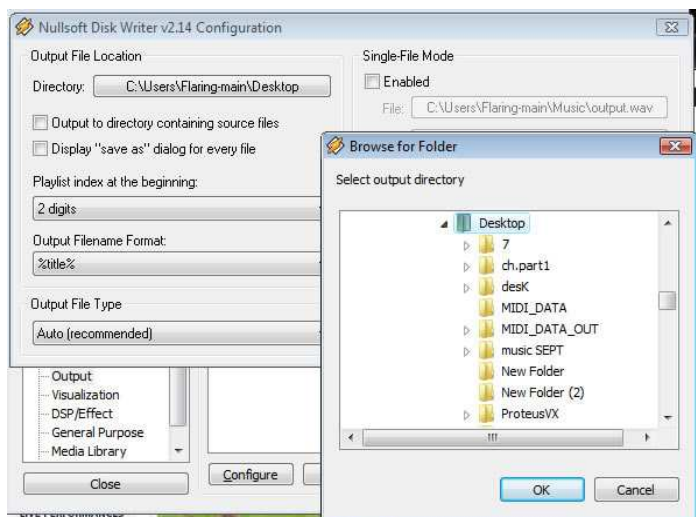 Nullsoft Disk Writer v2.14 Configuration
Output File Location
Directory: C:\Users\Flaring-main\Desktop
Output to directory containing source files
Display "save as" dialog for every file
Playlist index at the beginning:
2 digits
Output Filename Format:
%title%
Output File Type
Auto (recommended)
Single-File Mode
Enabled
File: C:\Users\Flaring-main\Music\output.wav
Browse for Folder
Select output directory
Desktop
7
ch.part1
desK
MIDI_DATA
MIDI_DATA_OUT
music SEPT
New Folder
New Folder (2)
ProteusVX
OK Cancel
Output
Visualization
DSP/Effect
General Purpose
Media Library
Close
Configure